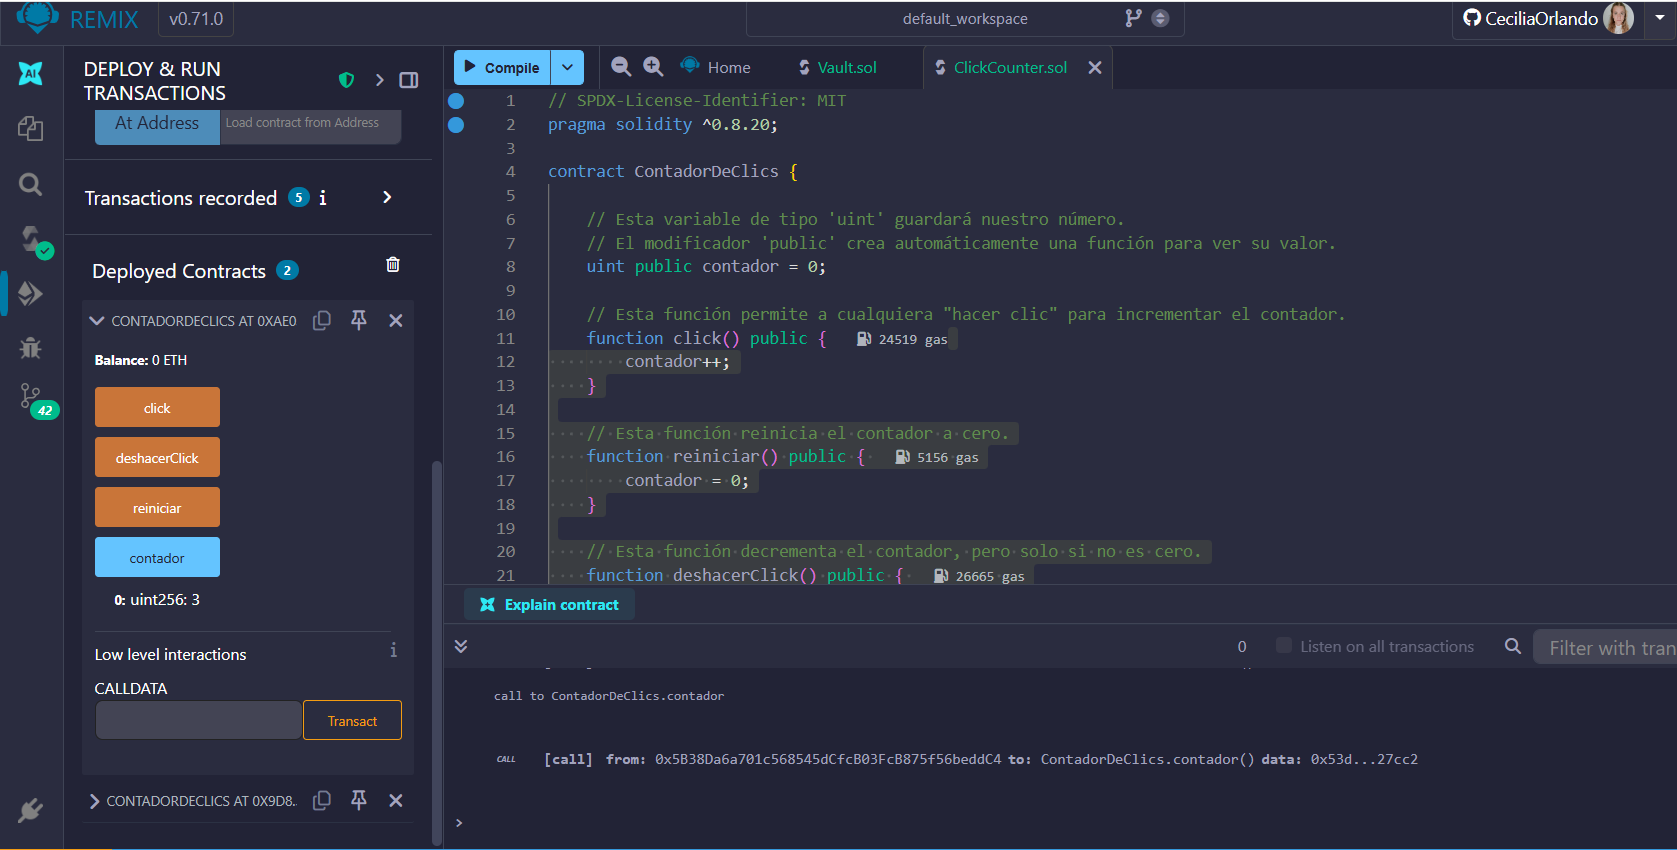 REMIX v0.71.0
default_workspace
CeciliaOrlando
AI
DEPLOY & RUN
TRANSACTIONS
At Address Load contract from Address
Transactions recorded 5 i
Deployed Contracts 2
CONTADORDECLICS AT 0XAE0
Balance: 0 ETH
click
deshacerClick
reiniciar
contador
0: uint256: 3
Low level interactions i
CALLDATA
Transact
CONTADORDECLICS AT 0X9D8..
42
Compile
Home
Vault.sol
ClickCounter.sol
1 // SPDX-License-Identifier: MIT
2 pragma solidity ^0.8.20;
3
4 contract ContadorDeClics {
5
6 // Esta variable de tipo 'uint' guardará nuestro número.
7 // El modificador 'public' crea automáticamente una función para ver su valor.
8 uint public contador = 0;
9
10 // Esta función permite a cualquiera "hacer clic" para incrementar el contador.
11 function click() public { 24519 gas
12 contador++;
13 }
14
15 // Esta función reinicia el contador a cero.
16 function reiniciar() public { 5156 gas
17 contador = 0;
18 }
19
20 // Esta función decrementa el contador, pero solo si no es cero.
21 function deshacerClick() public { 26665 gas
Explain contract
0 Listen on all transactions Filter with tran
call to ContadorDeClics.contador
CALL [call] from: 0x5B38Da6a701c568545dCfcB03FcB875f56beddC4 to: ContadorDeClics.contador() data: 0x53d...27cc2
>